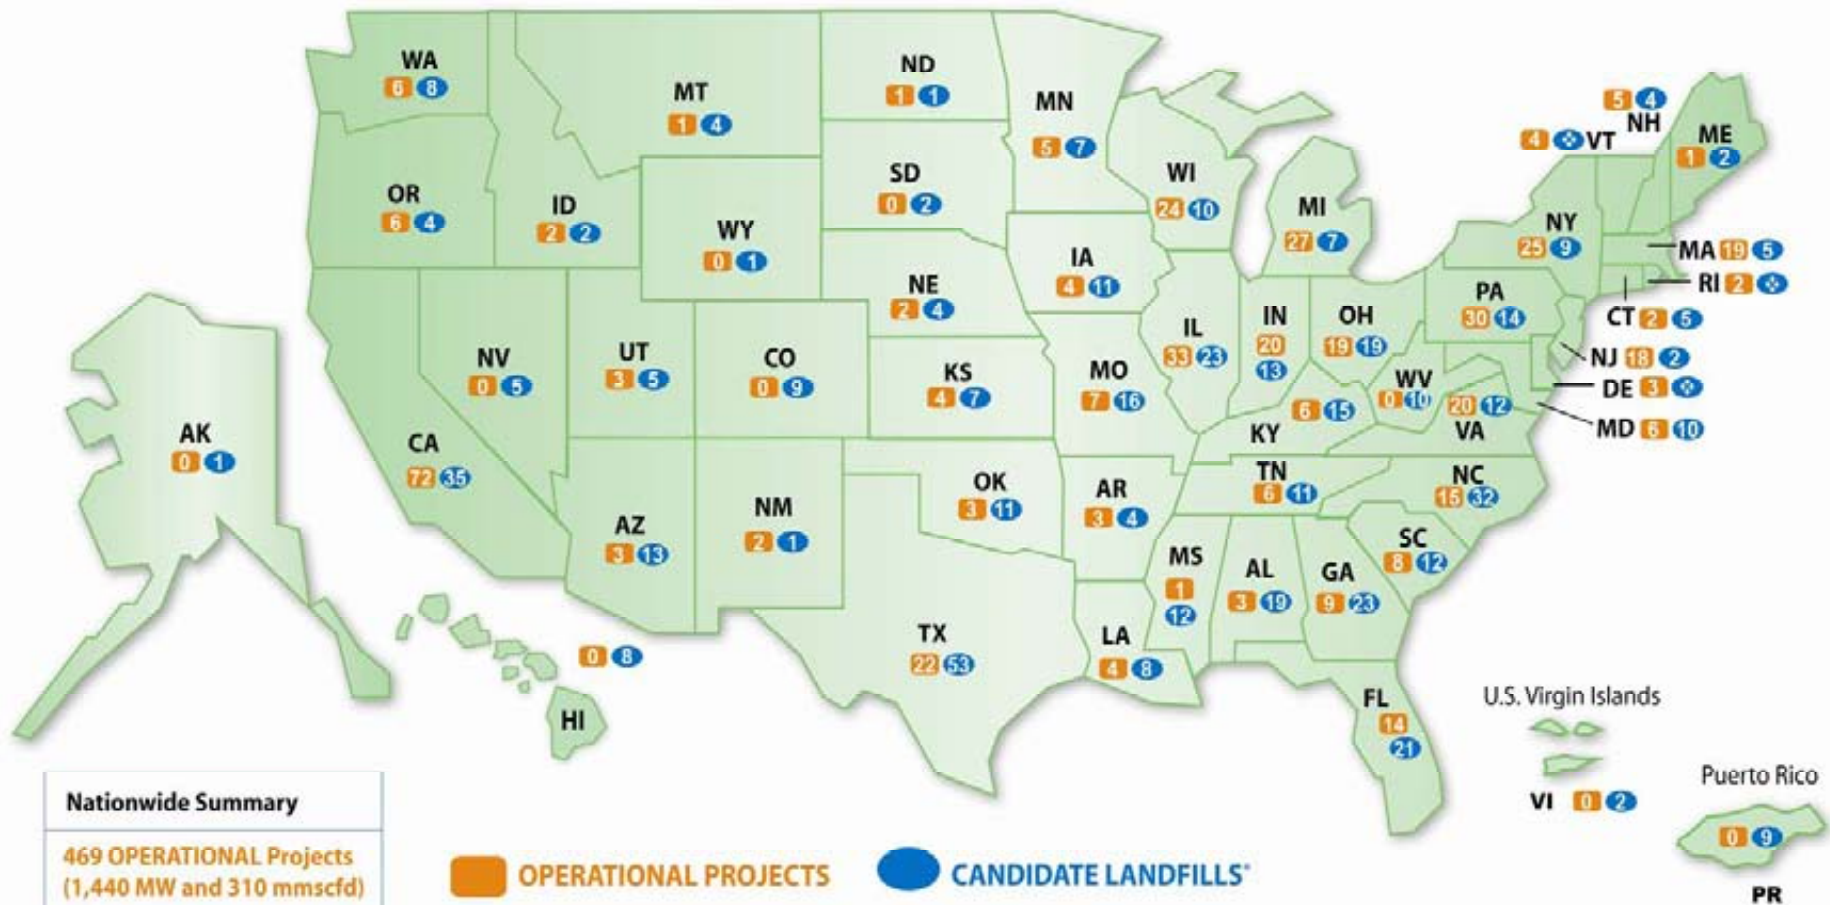 WA
6 8
MT
1 4
ND
1 1
MN
5 7
5 4
NH
4 VT
ME
1 2
OR
6 4
ID
2 2
WY
0 1
SD
0 2
WI
24 10
MI
27 7
NY
25 9
MA 19 5
RI 2
CT 2 5
NJ 18 2
DE 3
MD 6 10
NE
2 4
IA
4 11
PA
30 14
NV
0 5
UT
3 5
CO
0 9
KS
4 7
MO
7 16
IL
33 23
IN
20
13
OH
19 19
WV
0 10
20 12
VA
6 15
KY
AK
0 1
CA
72 35
AZ
3 13
NM
2 1
OK
3 11
AR
3 4
TN
6 11
NC
15 32
SC
8 12
MS
1
12
AL
3 19
GA
9 23
TX
22 53
LA
4 8
FL
14
21
0 8
HI
U.S. Virgin Islands
VI 0 2
Puerto Rico
0 9
PR
Nationwide Summary
469 OPERATIONAL Projects
(1,440 MW and 310 mmscfd)
OPERATIONAL PROJECTS
CANDIDATE LANDFILLS*